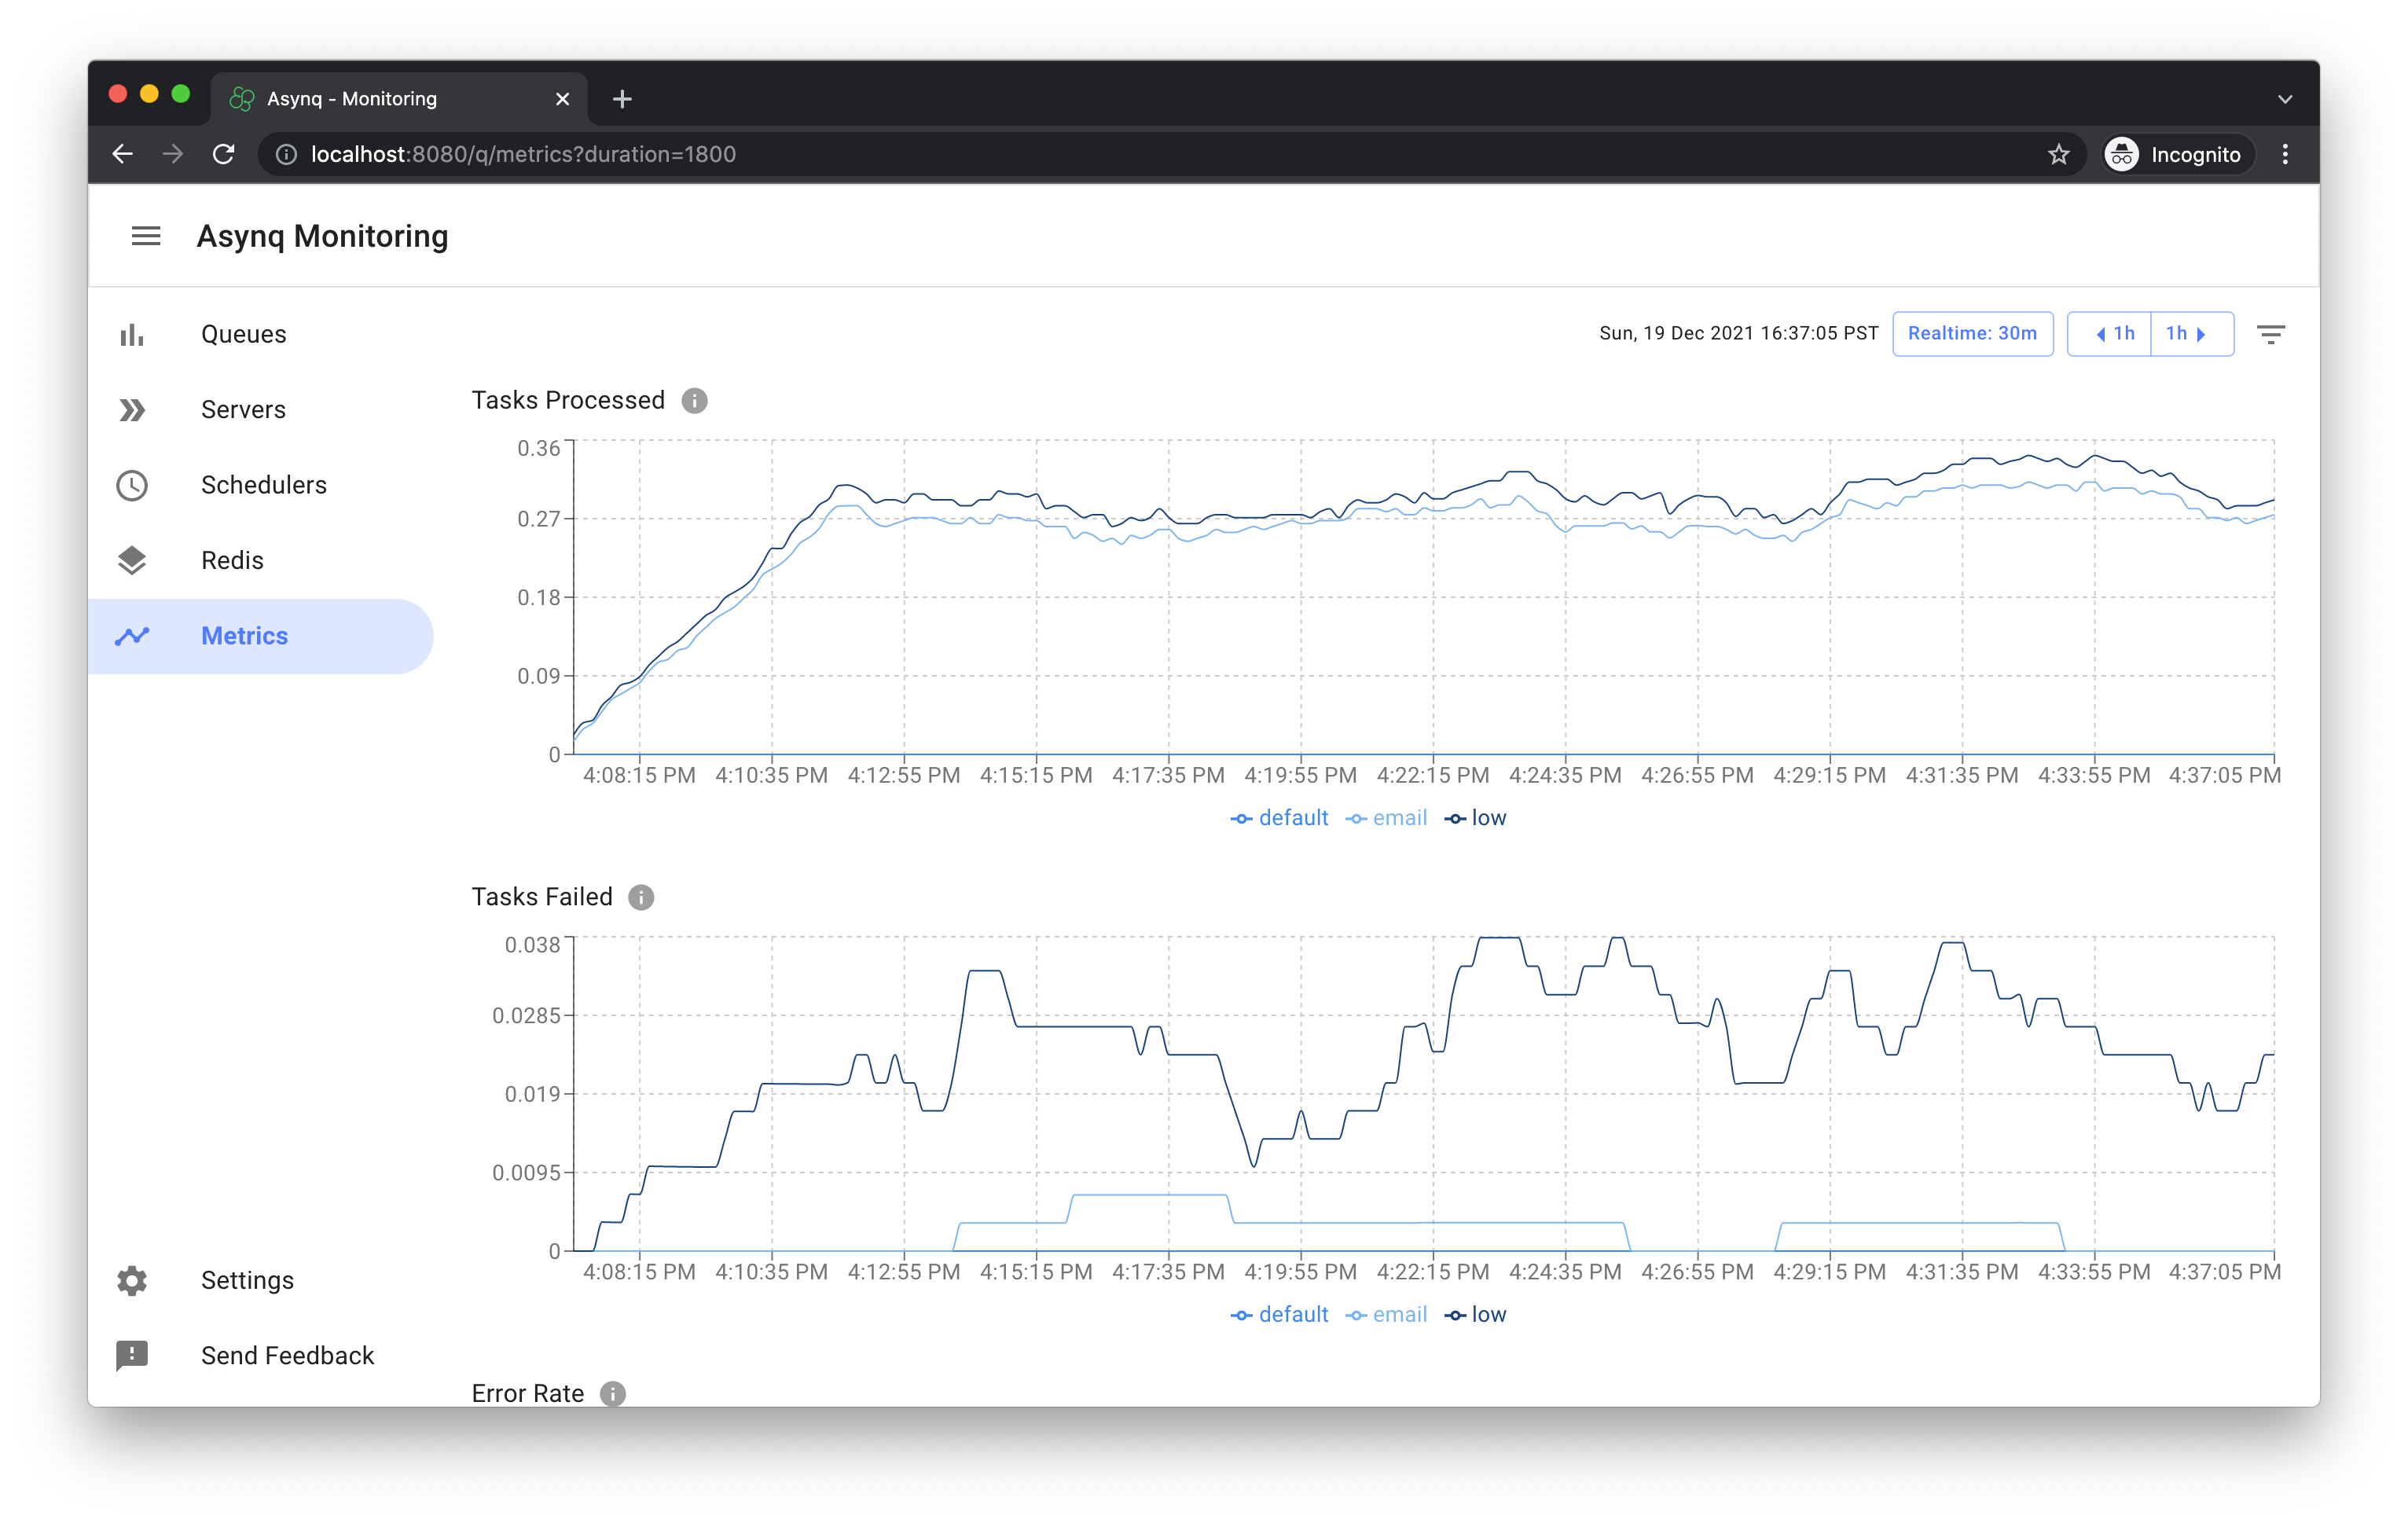 Asynq - Monitoring
localhost:8080/q/metrics?duration=1800
Incognito
Asynq Monitoring
Queues
Servers
Schedulers
Redis
Metrics
Settings
Send Feedback
Sun, 19 Dec 2021 16:37:05 PST
Realtime: 30m
1h
1h
Tasks Processed
0.36
0.27
0.18
0.09
0
4:08:15 PM 4:10:35 PM 4:12:55 PM 4:15:15 PM 4:17:35 PM 4:19:55 PM 4:22:15 PM 4:24:35 PM 4:26:55 PM 4:29:15 PM 4:31:35 PM 4:33:55 PM 4:37:05 PM
default email low
Tasks Failed
0.038
0.0285
0.019
0.0095
0
4:08:15 PM 4:10:35 PM 4:12:55 PM 4:15:15 PM 4:17:35 PM 4:19:55 PM 4:22:15 PM 4:24:35 PM 4:26:55 PM 4:29:15 PM 4:31:35 PM 4:33:55 PM 4:37:05 PM
default email low
Error Rate